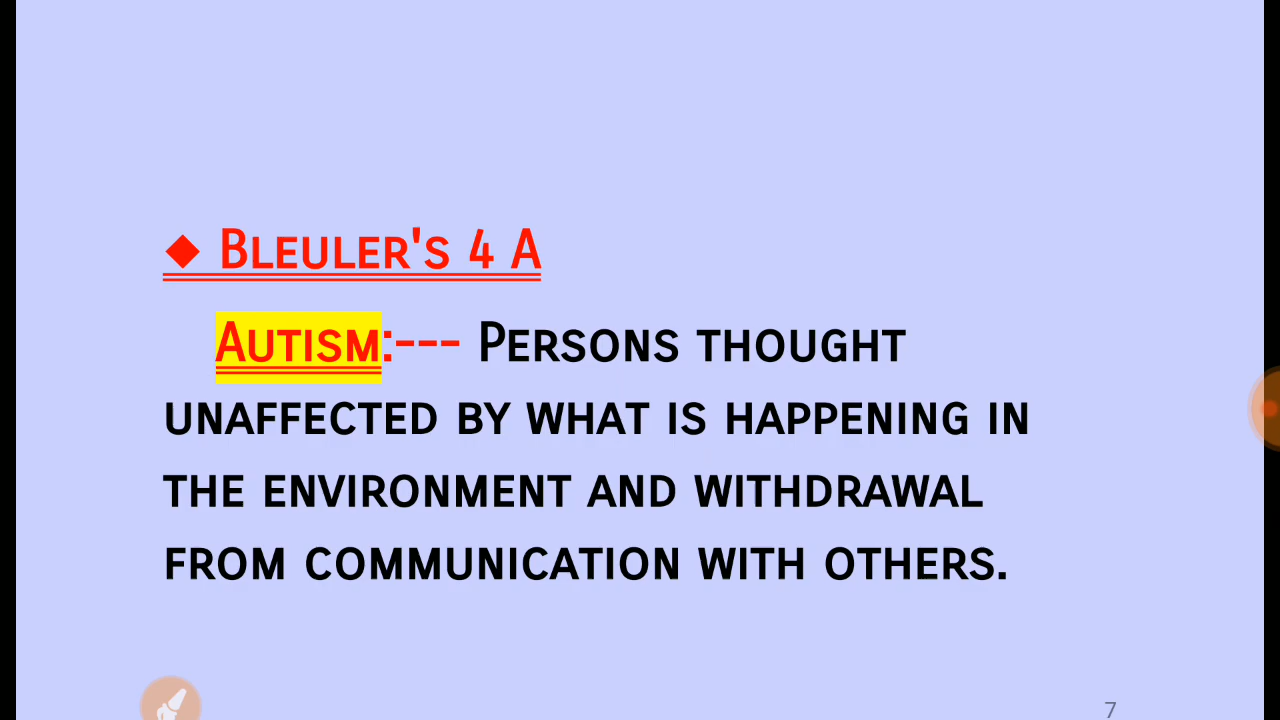 ◆ Bleuler's 4 A
Autism:--- Persons thought
unaffected by what is happening in
the environment and withdrawal
from communication with others.
7